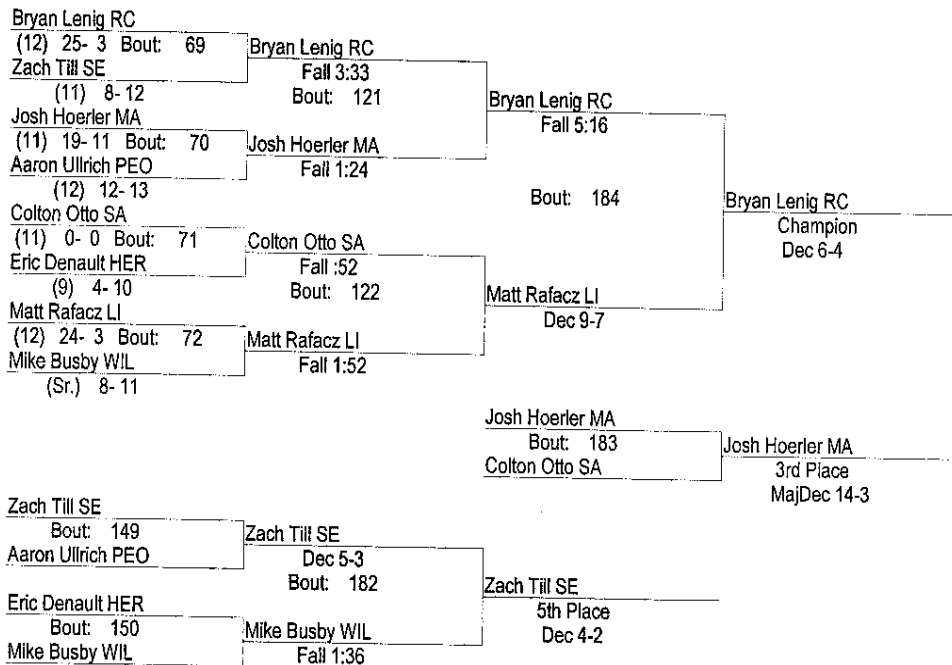 Bryan Lenig RC
(12) 25- 3 Bout: 69
Zach Till SE
(11) 8- 12
Josh Hoerler MA
(11) 19- 11 Bout: 70
Aaron Ullrich PEO
(12) 12- 13
Colton Otto SA
(11) 0- 0 Bout: 71
Eric Denault HER
(9) 4- 10
Matt Rafacz LI
(12) 24- 3 Bout: 72
Mike Busby WIL
(Sr.) 8- 11
Bryan Lenig RC
Fall 3:33
Bout: 121
Josh Hoerler MA
Fall 1:24
Colton Otto SA
Fall :52
Bout: 122
Matt Rafacz LI
Fall 1:52
Bryan Lenig RC
Fall 5:16
Bout: 184
Matt Rafacz LI
Dec 9-7
Bryan Lenig RC
Champion
Dec 6-4
Josh Hoerler MA
Bout: 183
Colton Otto SA
Josh Hoerler MA
3rd Place
MajDec 14-3
Zach Till SE
Bout: 149
Aaron Ullrich PEO
Eric Denault HER
Bout: 150
Mike Busby WIL
Zach Till SE
Dec 5-3
Bout: 182
Mike Busby WIL
Fall 1:36
Zach Till SE
5th Place
Dec 4-2